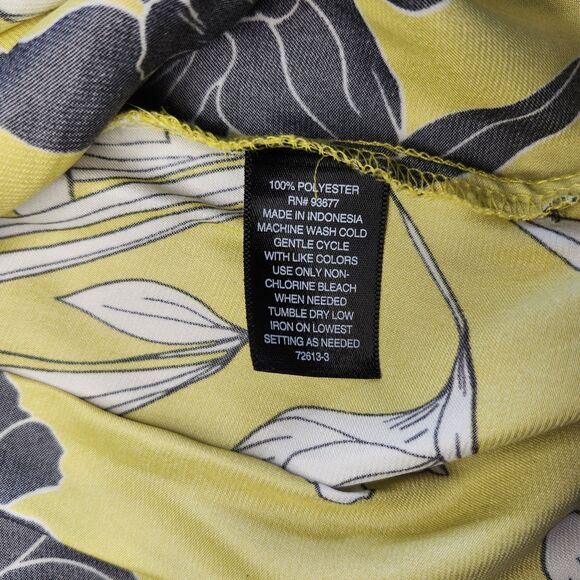 100% POLYESTER
RN# 93677
MADE IN INDONESIA
MACHINE WASH COLD
GENTLE CYCLE
WITH LIKE COLORS
USE ONLY NON-
CHLORINE BLEACH
WHEN NEEDED
TUMBLE DRY LOW
IRON ON LOWEST
SETTING AS NEEDED
72613-3